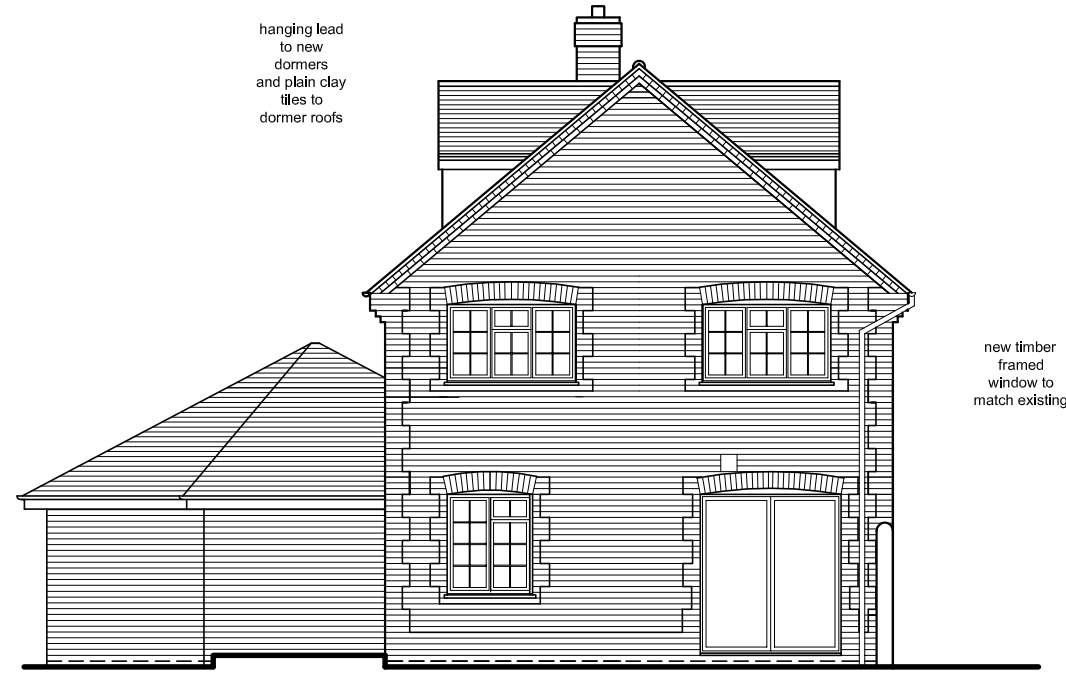 hanging lead
to new
dormers
and plain clay
tiles to
dormer roofs
new timber
framed
window to
match existing